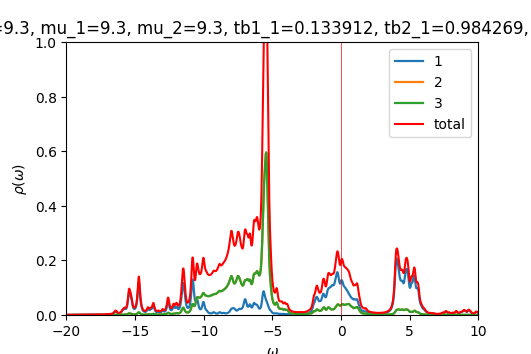 =9.3, mu_1=9.3, mu_2=9.3, tb1_1=0.133912, tb2_1=0.984269,
1.0
0.8
0.6
0.4
0.2
0.0
ρ(ω)
1
2
3
total
−20 −15 −10 −5 0 5 10
ω